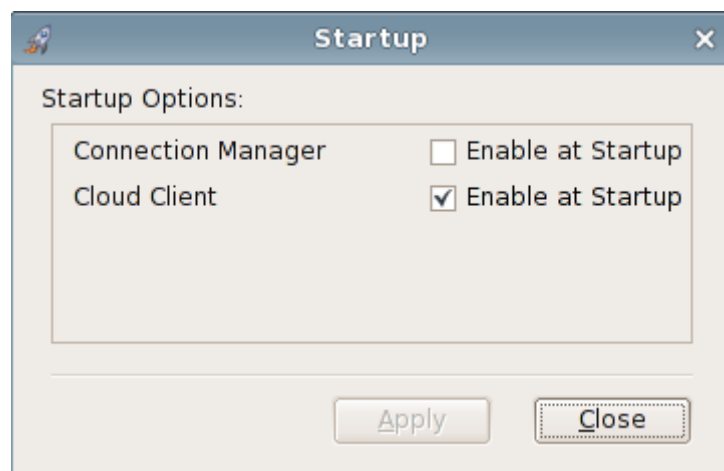 Startup
Startup Options:
Connection Manager Enable at Startup
Cloud Client Enable at Startup
Apply Close